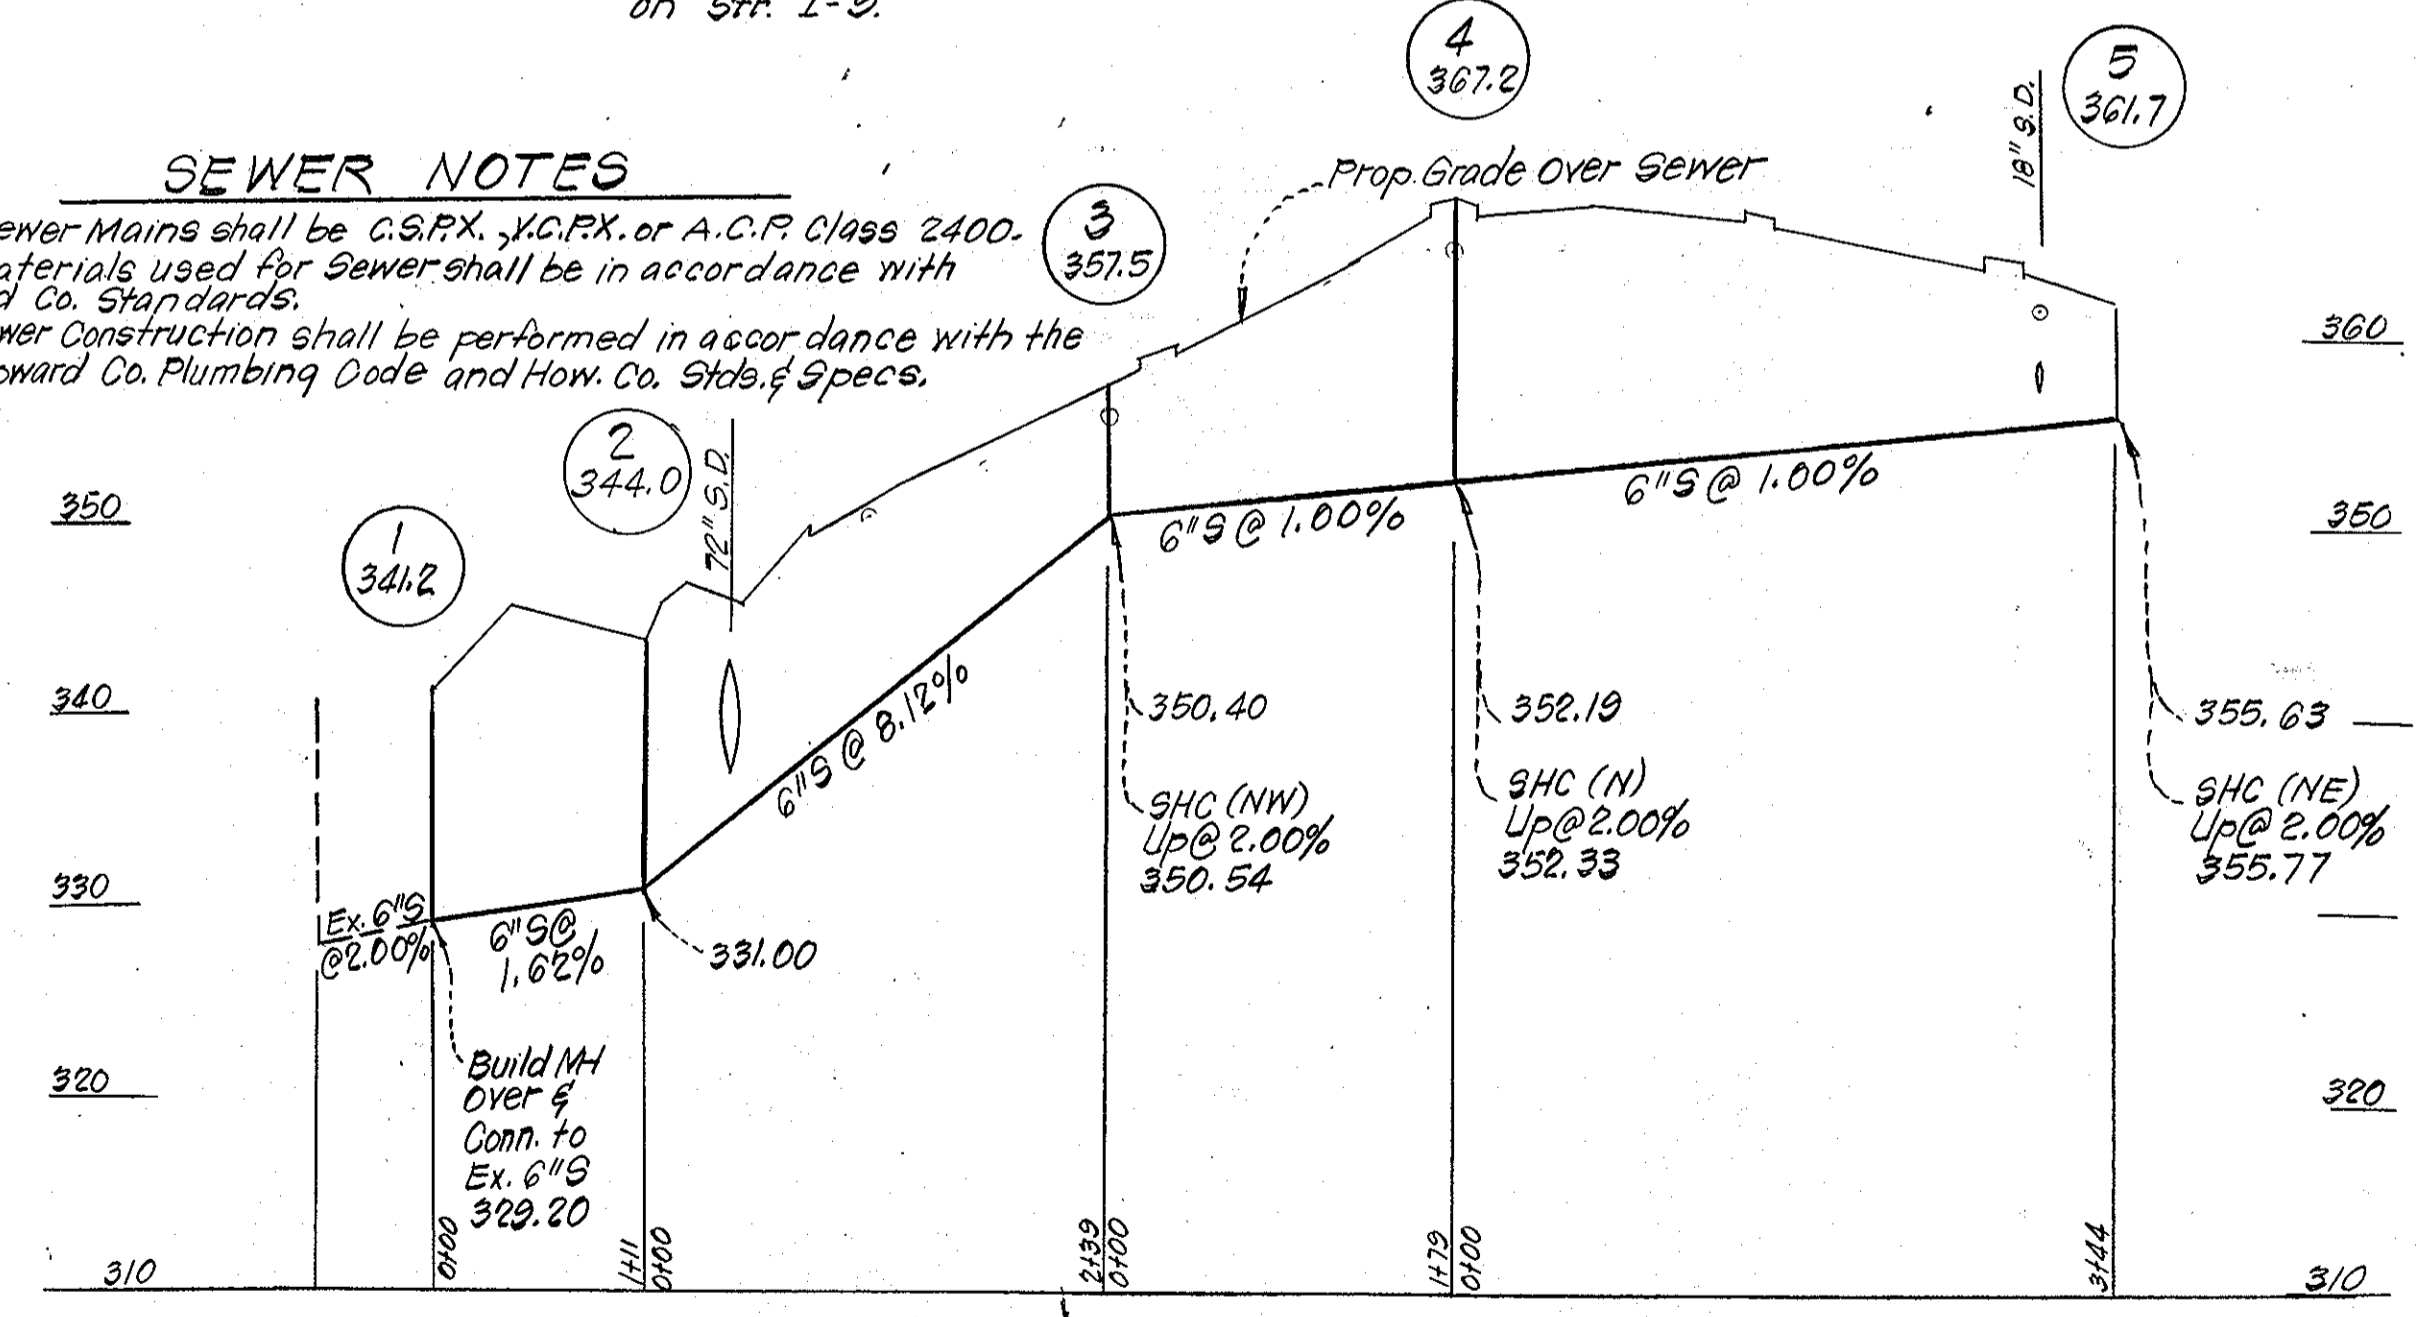 on Str. 1-5.
SEWER NOTES
ewer Mains shall be C.S.P.X., V.C.P.X. or A.C.P. Class 2400.
aterials used for Sewer shall be in accordance with
d Co. Standards.
wer Construction shall be performed in accordance with the
oward Co. Plumbing Code and How. Co. Stds. & Specs.
1
341.2
2
344.0
72" S.D.
3
357.5
4
367.2
18" S.D.
5
361.7
Prop. Grade Over Sewer
350
340
330
320
310
360
350
320
310
Ex. 6"S
@2.00%
6"S@
1.62%
6"S @ 8.12%
6"S @ 1.00%
6"S @ 1.00%
331.00
350.40
SHC (NW)
Up@2.00%
350.54
352.19
SHC (N)
Up@2.00%
352.33
355.63
SHC (NE)
Up@2.00%
355.77
Build MH
Over &
Conn. to
Ex. 6"S
329.20
0+00
1+11
0+00
2+39
0+00
1+79
0+00
3+44